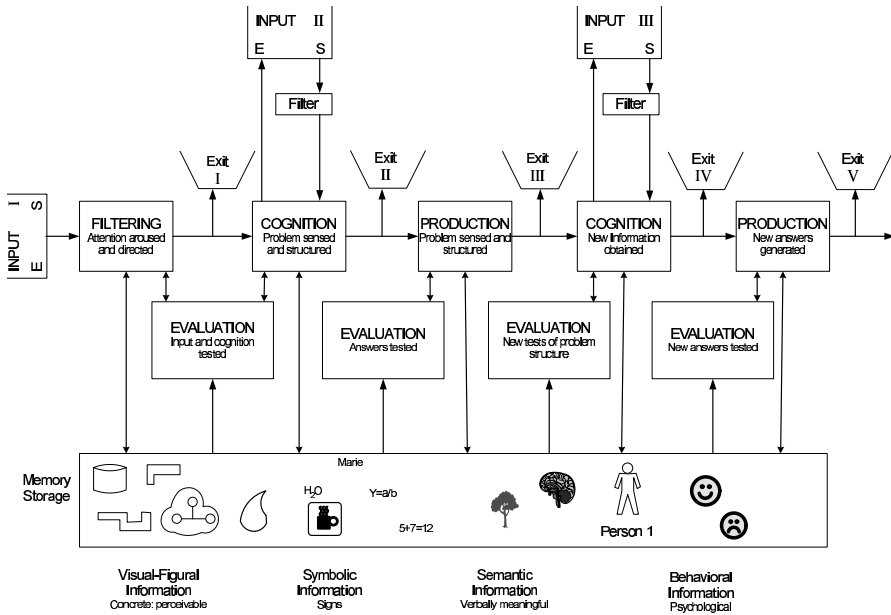 INPUT II
E S
INPUT III
E S
Filter
Filter
Exit
I
Exit
II
Exit
III
Exit
IV
Exit
V
INPUT I
E S
FILTERING
Attention aroused
and directed
COGNITION
Problem sensed
and structured
PRODUCTION
Problem sensed and
structured
COGNITION
New Information
obtained
PRODUCTION
New answers
generated
EVALUATION
Input and cognition
tested
EVALUATION
Answers tested
EVALUATION
New tests of problem
structure
EVALUATION
New answers tested
Memory
Storage
Marie
H2O
Y=a/b
5+7=12
Person 1
Visual-Figural
Information
Concrete: perceivable
Symbolic
Information
Signs
Semantic
Information
Verbally meaningful
Behavioral
Information
Psychological